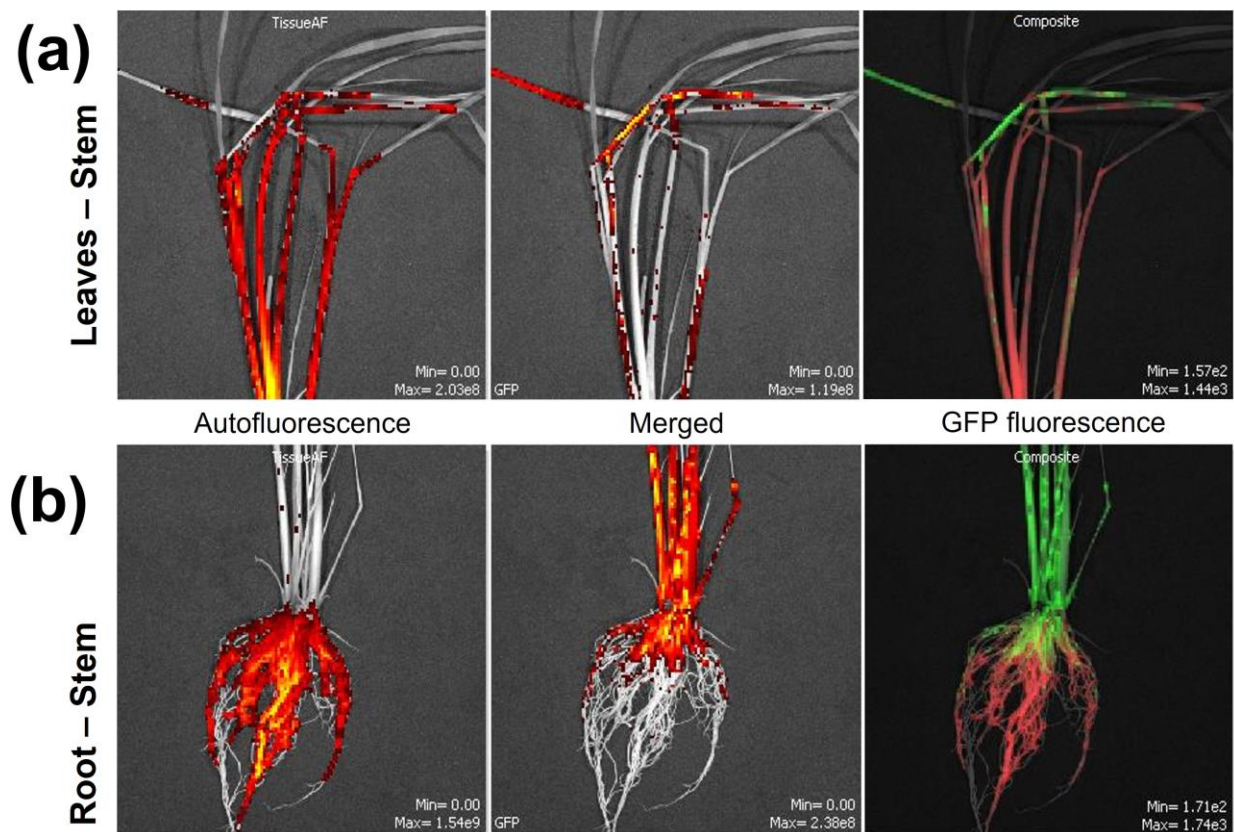 (a)
Leaves – Stem
TissueAF
Min= 0.00
Max= 2.03e8
GFP
Min= 0.00
Max= 1.19e8
Composite
Min= 1.57e2
Max= 1.44e3
Autofluorescence
Merged
GFP fluorescence
(b)
Root – Stem
TissueAF
Min= 0.00
Max= 1.54e9
GFP
Min= 0.00
Max= 2.38e8
Composite
Min= 1.71e2
Max= 1.74e3